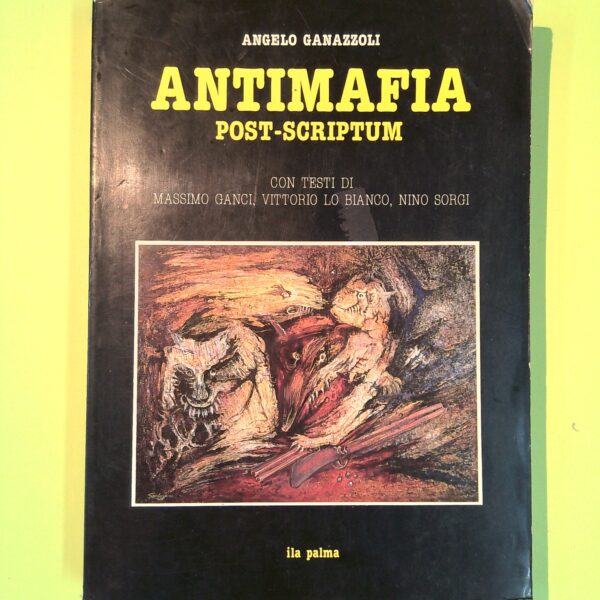 ANGELO GANAZZOLI
ANTIMAFIA
POST-SCRIPTUM
CON TESTI DI
MASSIMO GANCI, VITTORIO LO BIANCO, NINO SORGI
ila palma